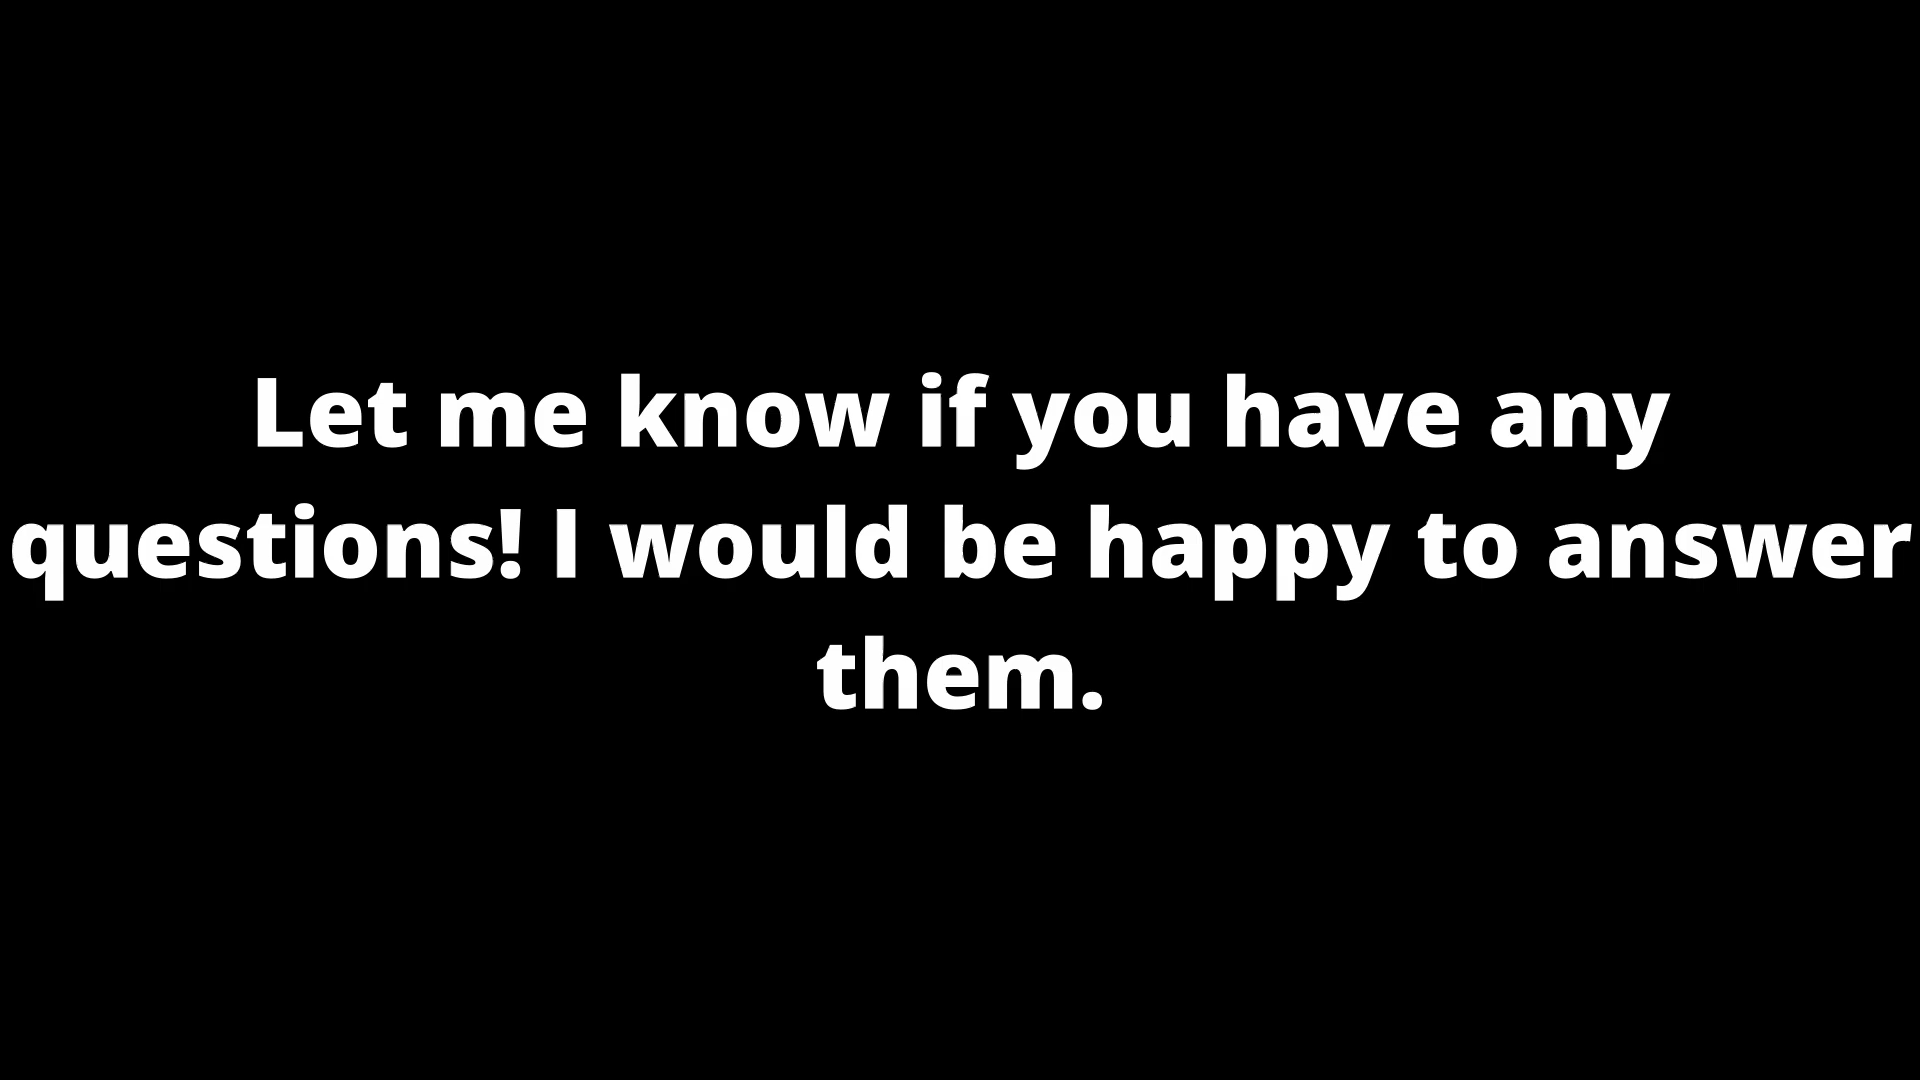 Let me know if you have any
questions! I would be happy to answer
them.